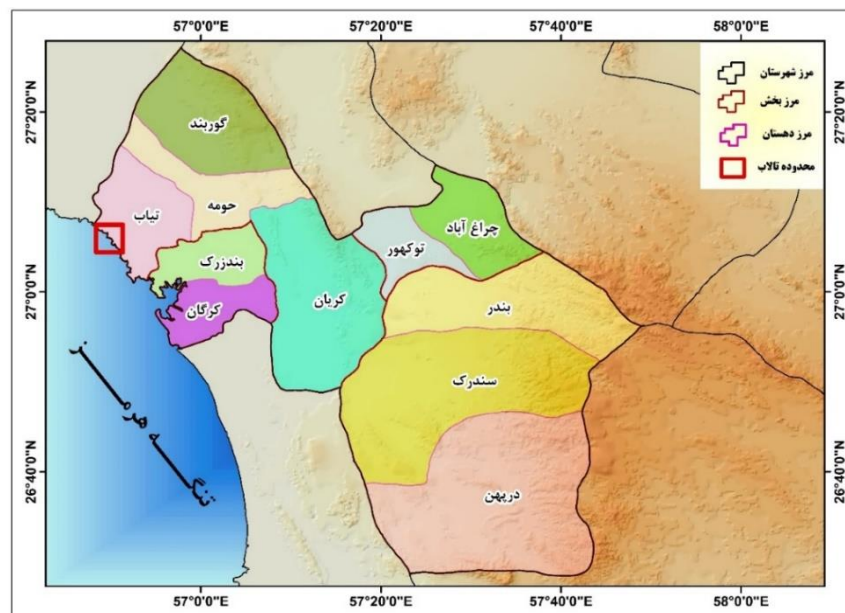 57°0'0"E 57°20'0"E 57°40'0"E 58°0'0"E
27°20'0"N
27°0'0"N
26°40'0"N
مرز شهرستان
مرز بخش
مرز دهستان
محدوده تالاب
گوربند
حومه
تیاب
چراغ آباد
توکهور
بندزرک
کرگان
کریان
بندر
سندرک
درپهن
تنگه هرمز
27°20'0"N
27°0'0"N
26°40'0"N
57°0'0"E 57°20'0"E 57°40'0"E 58°0'0"E